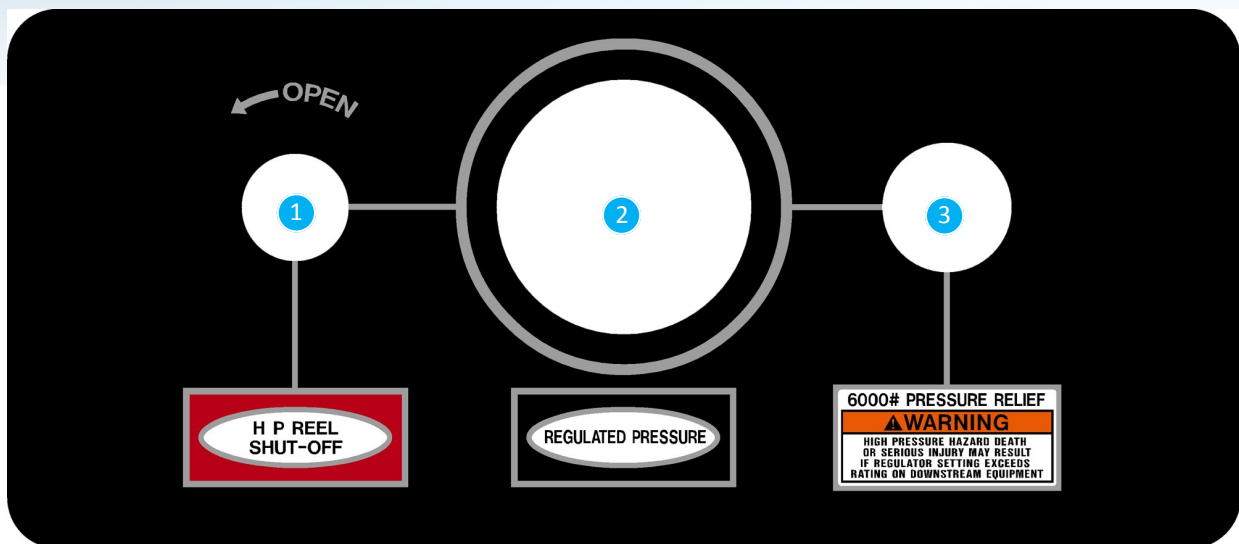 OPEN
1
2
3
H P REEL
SHUT-OFF
REGULATED PRESSURE
6000# PRESSURE RELIEF
WARNING
HIGH PRESSURE HAZARD DEATH
OR SERIOUS INJURY MAY RESULT
IF REGULATOR SETTING EXCEEDS
RATING ON DOWNSTREAM EQUIPMENT